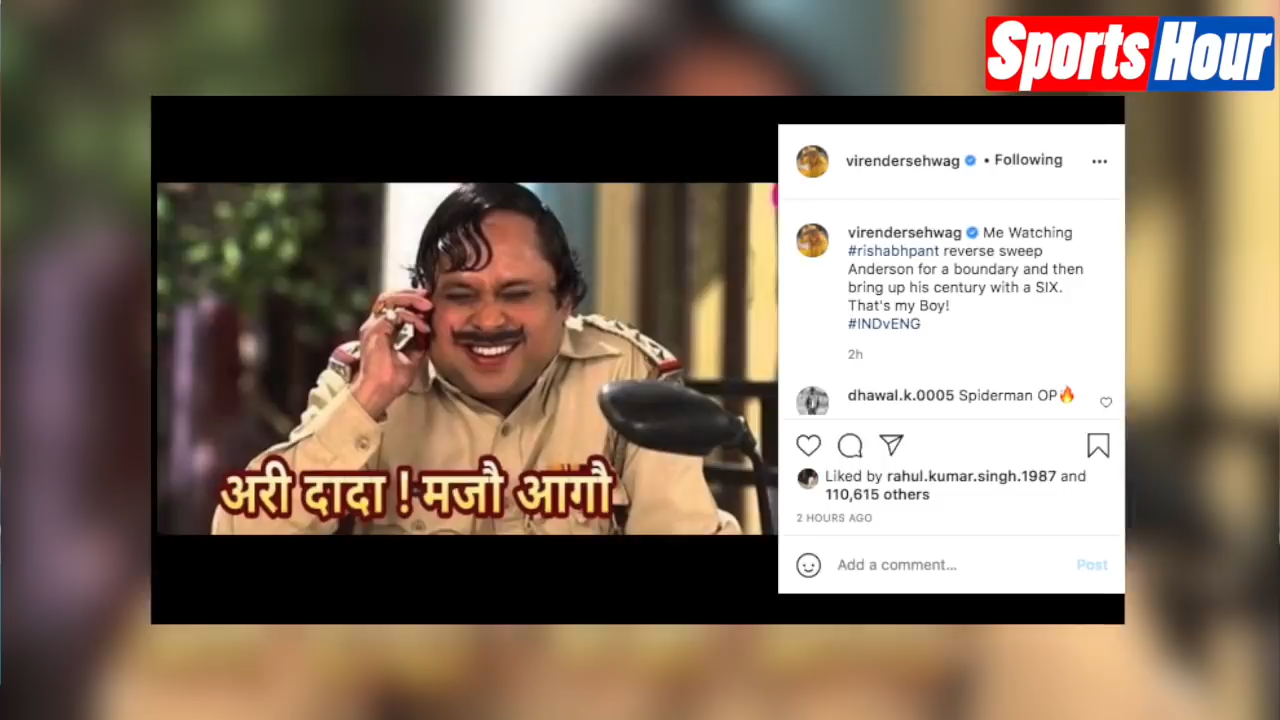 Sports Hour
virendersehwag • Following
virendersehwag Me Watching
#rishabhpant reverse sweep
Anderson for a boundary and then
bring up his century with a SIX.
That's my Boy!
#INDvENG
2h
dhawal.k.0005 Spiderman OP🔥
Liked by rahul.kumar.singh.1987 and
110,615 others
2 HOURS AGO
Add a comment...
Post
अरी दादा ! मजौ आगौ